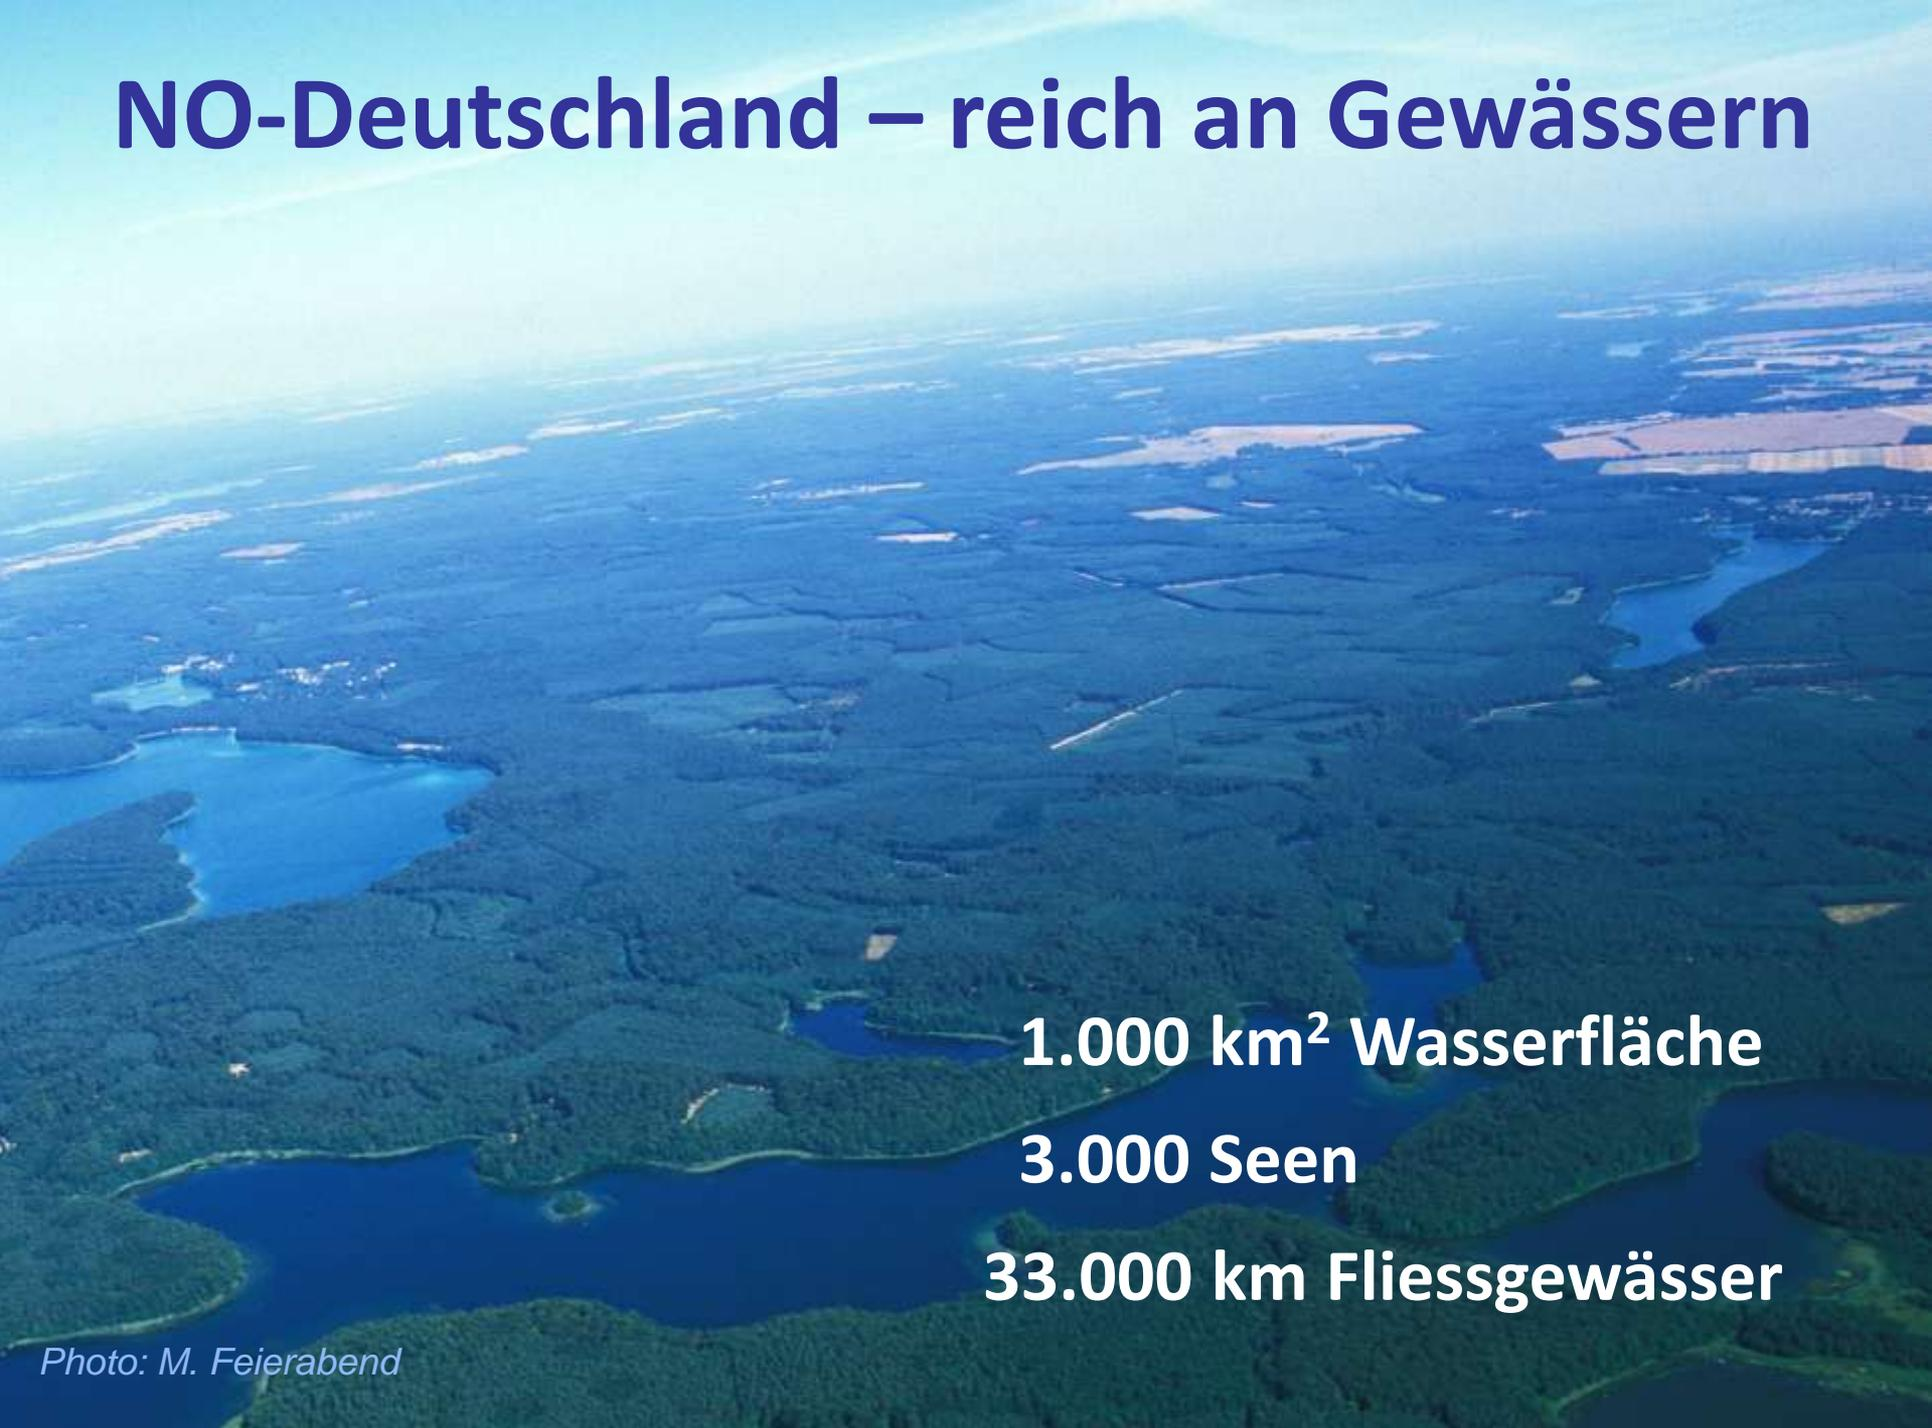 NO-Deutschland – reich an Gewässern
1.000 km² Wasserfläche
3.000 Seen
33.000 km Fliessgewässer
Photo: M. Feierabend